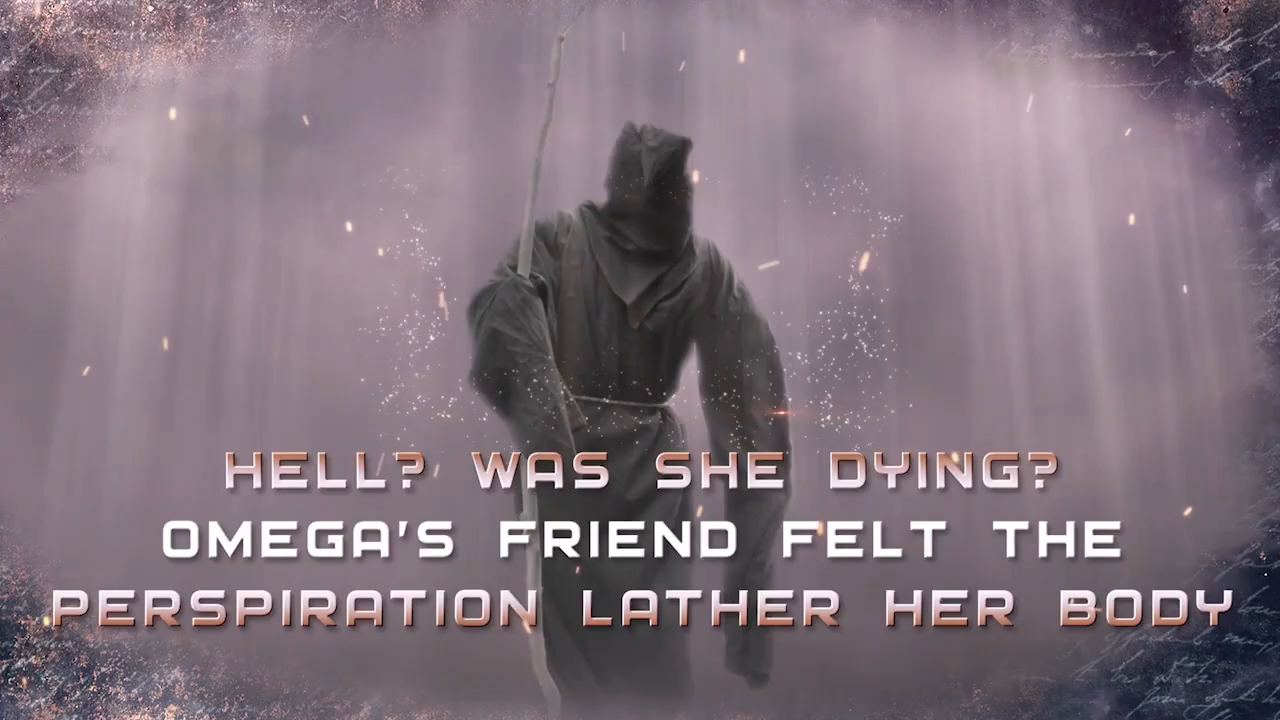 HELL? WAS SHE DYING?
OMEGA'S FRIEND FELT THE
PERSPIRATION LATHER HER BODY